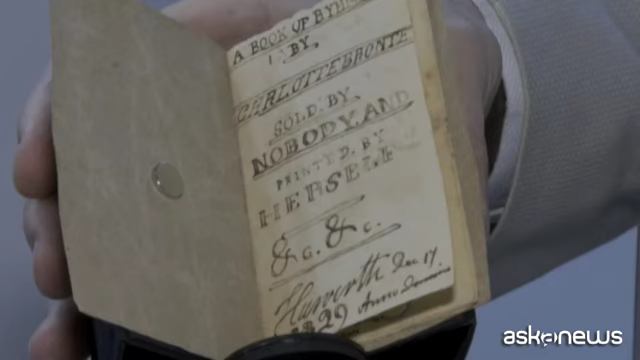 A BOOK OF RYHM
BY
CHARLOTTE BRONTE
SOLD. BY.
NOBODY. AND
PRINTED. BY
HERSELF
&c. &c.
Haworth Dec 17.
1829 Anno Domini
askanews